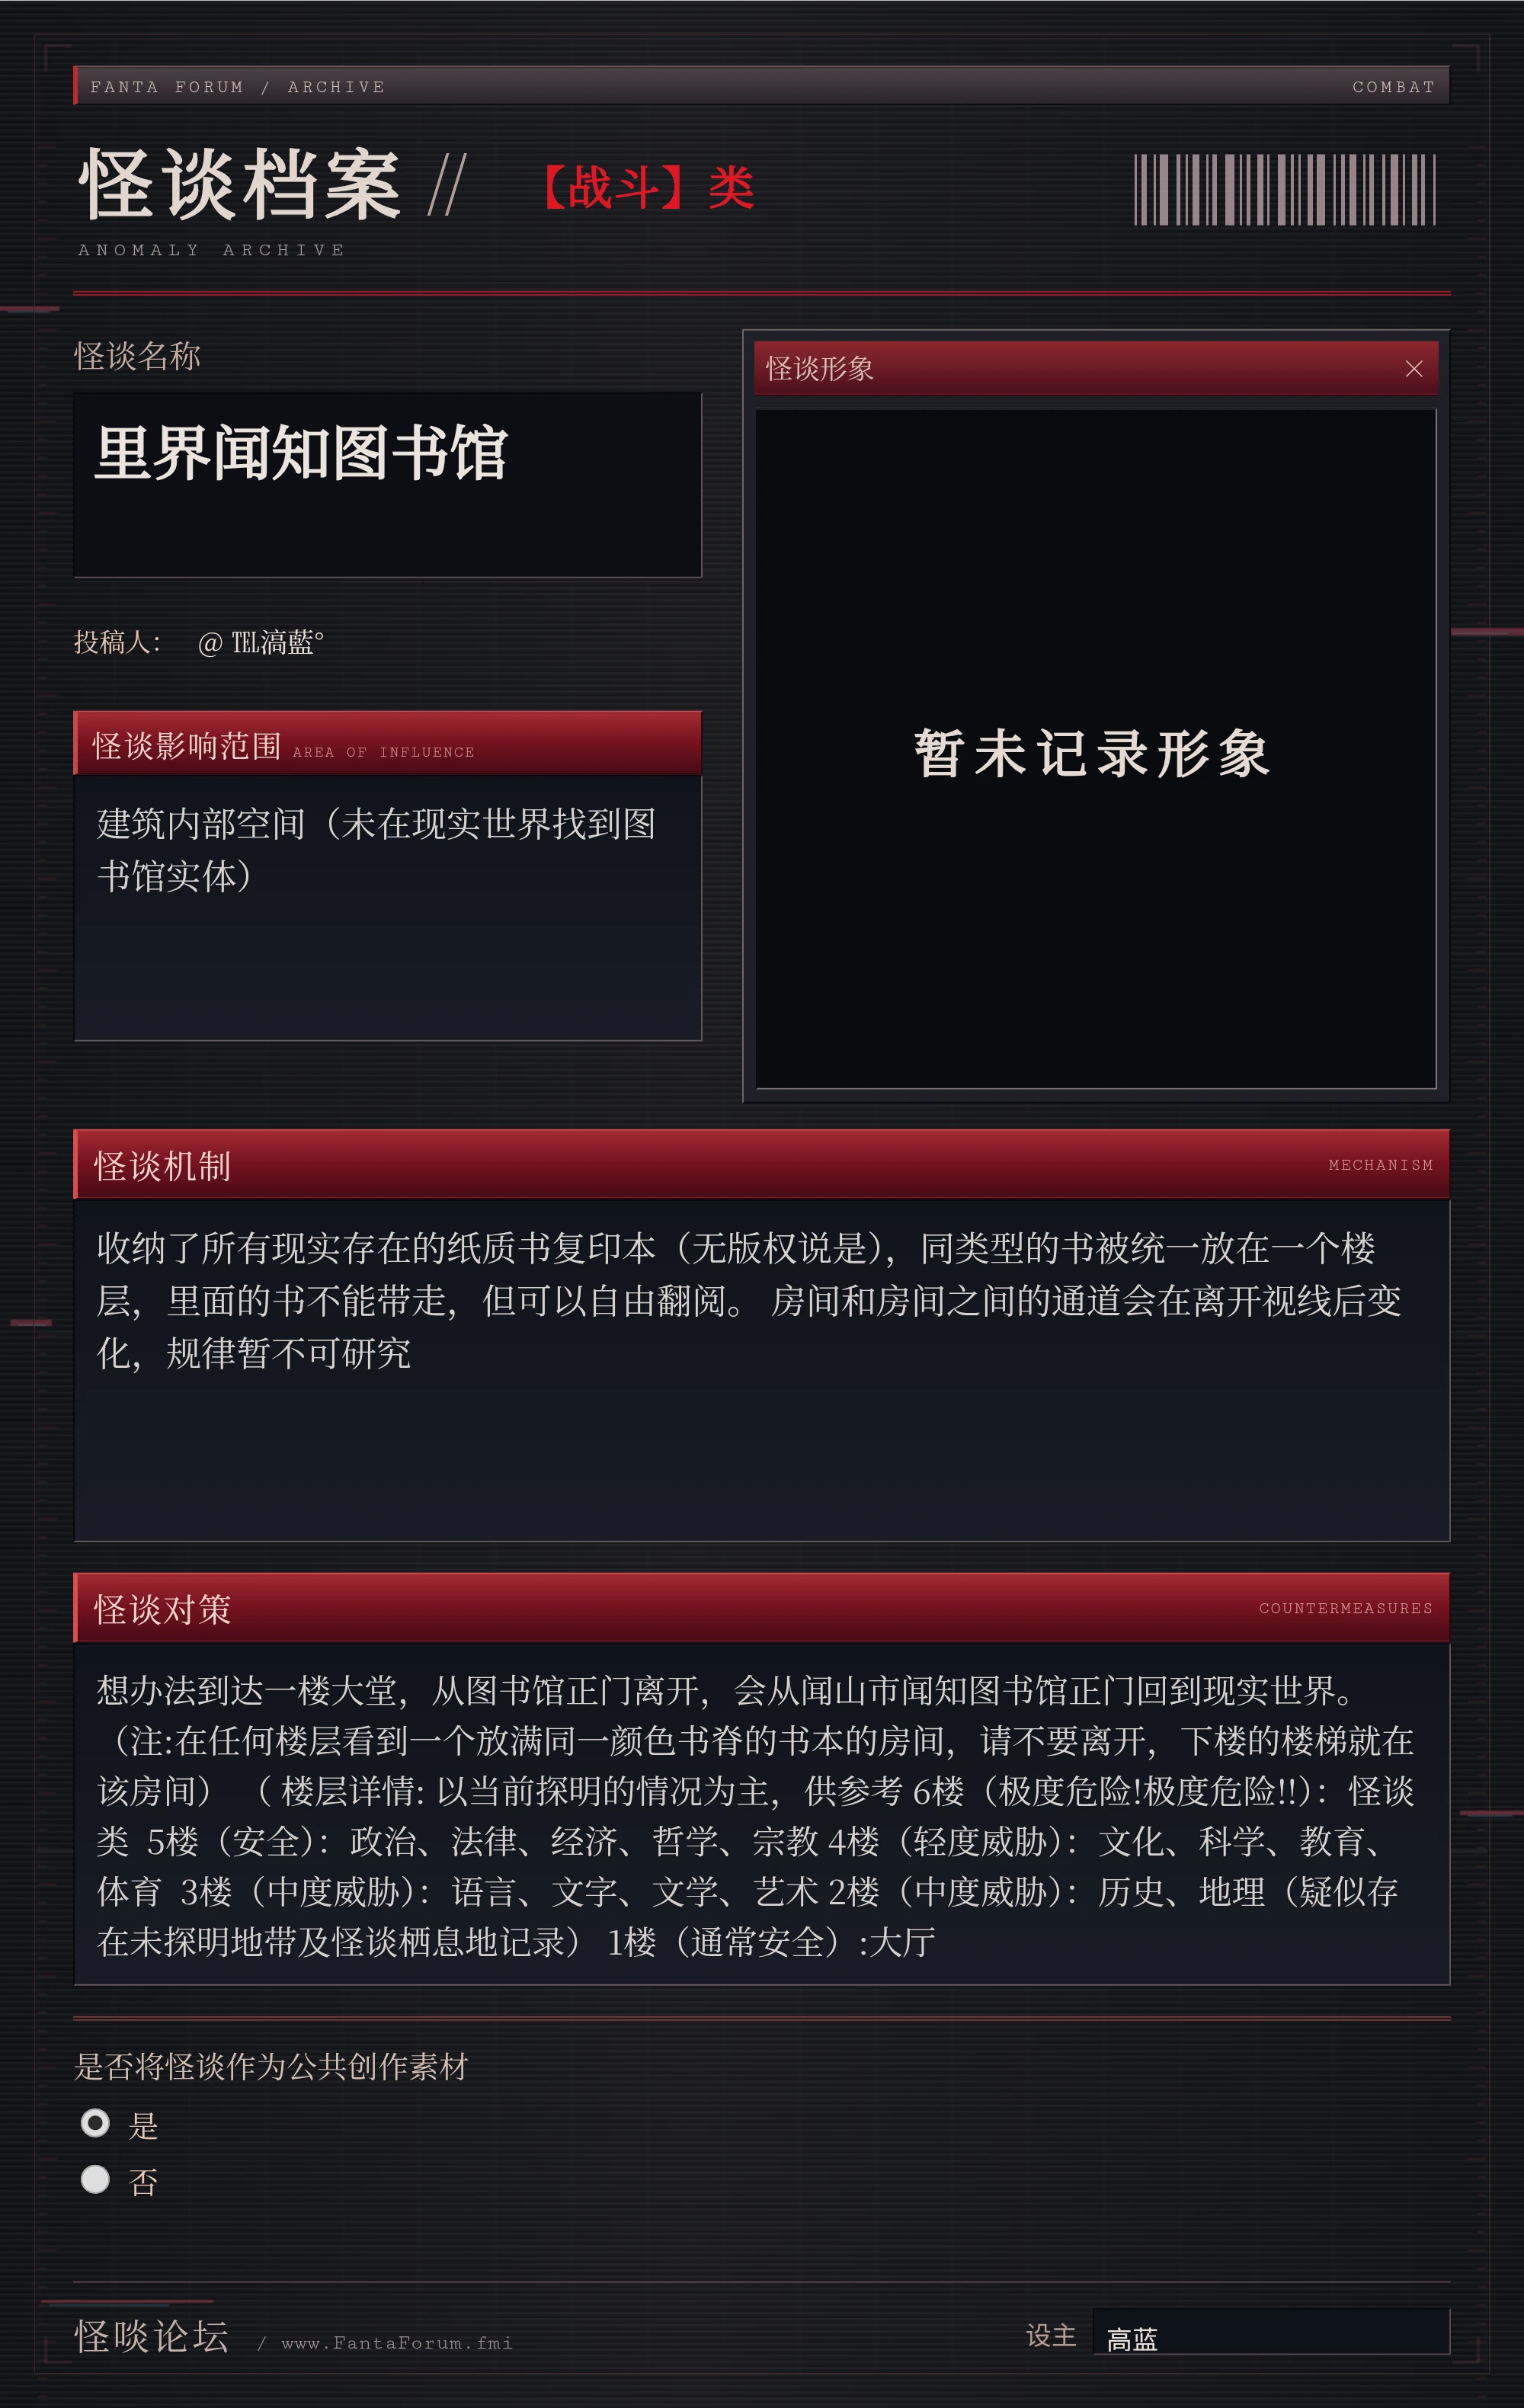 FANTA FORUM / ARCHIVE
COMBAT
怪谈档案 //
【战斗】类
ANOMALY ARCHIVE
怪谈名称
里界闻知图书馆
投稿人： @ TEL滈藍°
怪谈影响范围 AREA OF INFLUENCE
建筑内部空间（未在现实世界找到图
书馆实体）
怪谈形象
暂未记录形象
怪谈机制
MECHANISM
收纳了所有现实存在的纸质书复印本（无版权说是），同类型的书被统一放在一个楼
层，里面的书不能带走，但可以自由翻阅。 房间和房间之间的通道会在离开视线后变
化，规律暂不可研究
怪谈对策
COUNTERMEASURES
想办法到达一楼大堂，从图书馆正门离开，会从闻山市闻知图书馆正门回到现实世界。
（注:在任何楼层看到一个放满同一颜色书脊的书本的房间，请不要离开，下楼的楼梯就在
该房间） （ 楼层详情: 以当前探明的情况为主，供参考 6楼（极度危险!极度危险!!）：怪谈
类 5楼（安全）：政治、法律、经济、哲学、宗教 4楼（轻度威胁）：文化、科学、教育、
体育 3楼（中度威胁）：语言、文字、文学、艺术 2楼（中度威胁）：历史、地理（疑似存
在未探明地带及怪谈栖息地记录） 1楼（通常安全）:大厅
是否将怪谈作为公共创作素材
是
否
怪啖论坛 / www.FantaForum.fmi
设主 高蓝